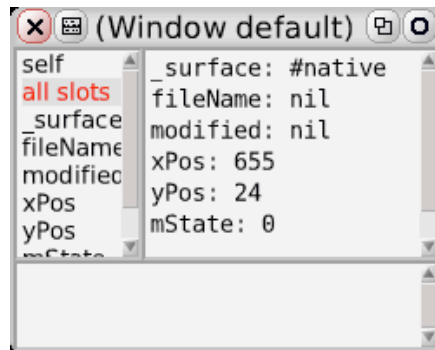 (Window default)
self
all slots
_surface
fileName
modified
xPos
yPos
mState
_surface: #native
fileName: nil
modified: nil
xPos: 655
yPos: 24
mState: 0